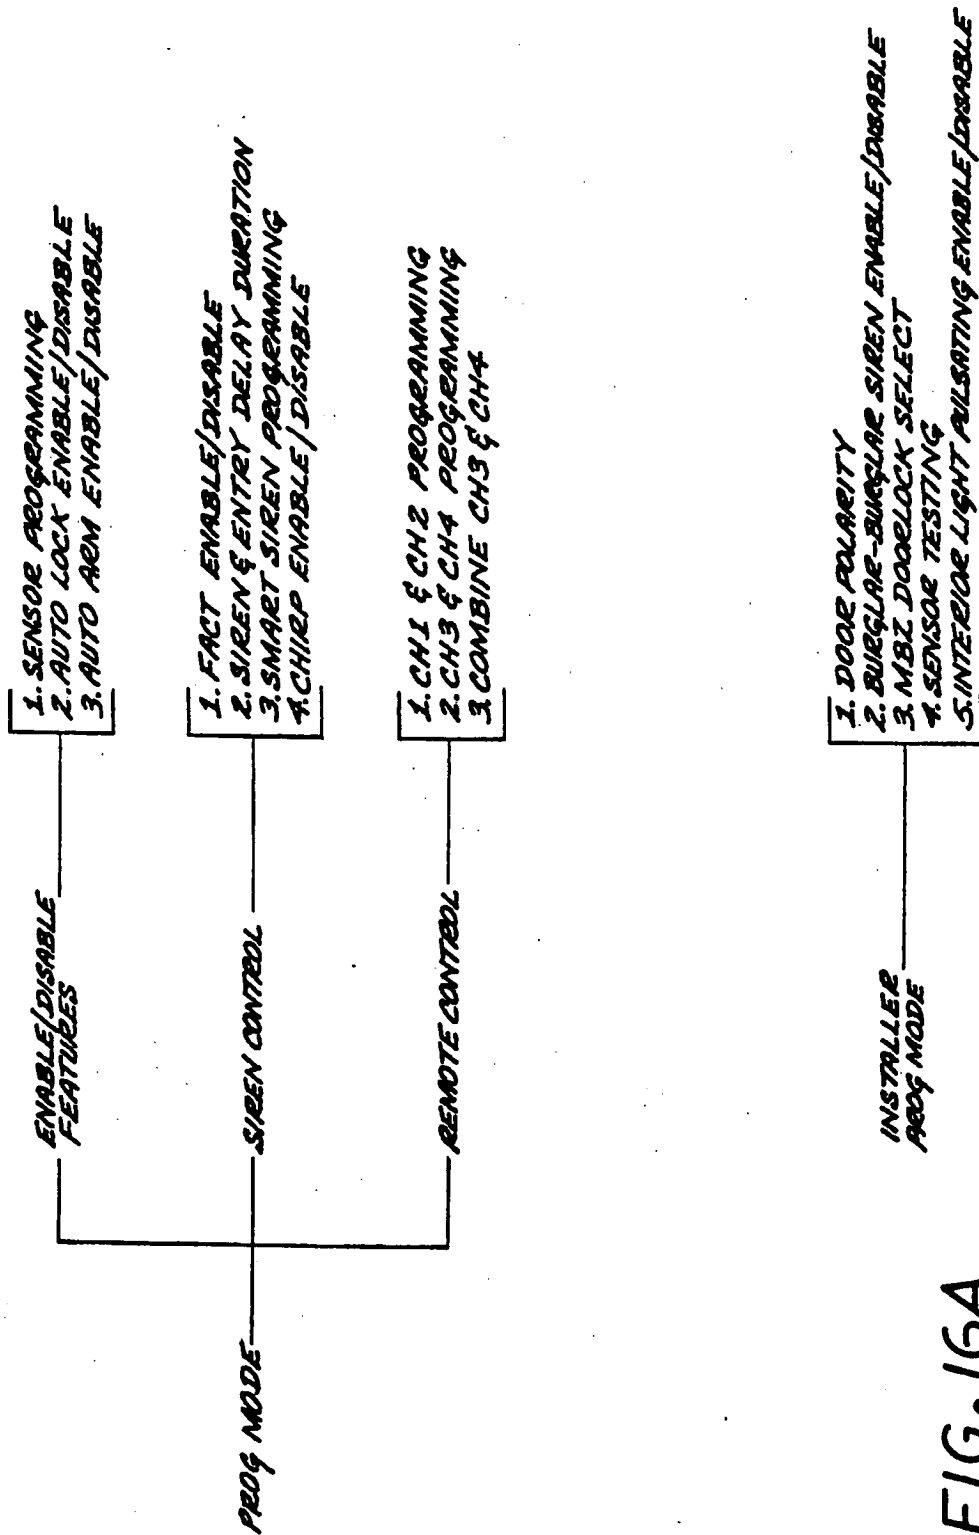 PROG MODE
ENABLE/DISABLE
FEATURES
1. SENSOR PROGRAMMING
2. AUTO LOCK ENABLE/DISABLE
3. AUTO ARM ENABLE/DISABLE
SIREN CONTROL
1. FACT ENABLE/DISABLE
2. SIREN & ENTRY DELAY DURATION
3. SMART SIREN PROGRAMMING
4. CHIRP ENABLE/DISABLE
REMOTE CONTROL
1. CH1 & CH2 PROGRAMMING
2. CH3 & CH4 PROGRAMMING
3. COMBINE CH3 & CH4
INSTALLER
PROG MODE
1. DOOR POLARITY
2. BURGLAR-BURGLAR SIREN ENABLE/DISABLE
3. MBZ DOORLOCK SELECT
4. SENSOR TESTING
5. INTERIOR LIGHT PULSATING ENABLE/DISABLE
FIG. 16A